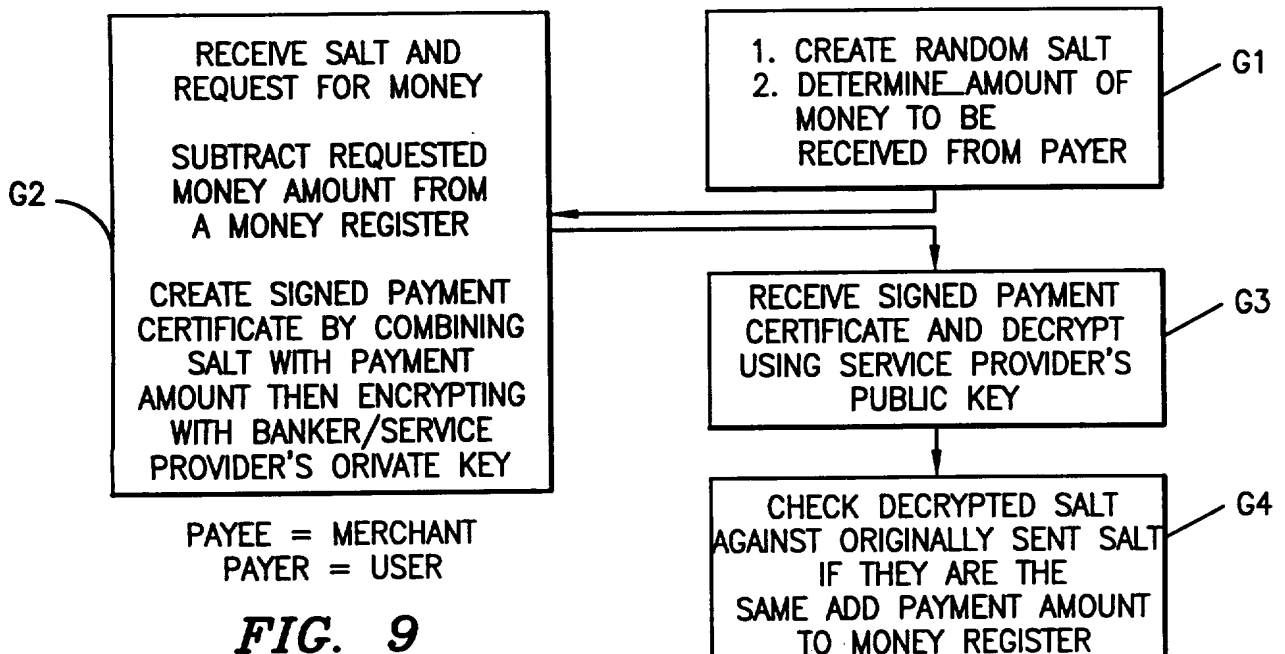 RECEIVE SALT AND
REQUEST FOR MONEY
SUBTRACT REQUESTED
MONEY AMOUNT FROM
A MONEY REGISTER
CREATE SIGNED PAYMENT
CERTIFICATE BY COMBINING
SALT WITH PAYMENT
AMOUNT THEN ENCRYPTING
WITH BANKER/SERVICE
PROVIDER'S ORIVATE KEY
G2
PAYEE = MERCHANT
PAYER = USER
FIG. 9
1. CREATE RANDOM SALT
2. DETERMINE AMOUNT OF
MONEY TO BE
RECEIVED FROM PAYER
G1
RECEIVE SIGNED PAYMENT
CERTIFICATE AND DECRYPT
USING SERVICE PROVIDER'S
PUBLIC KEY
G3
CHECK DECRYPTED SALT
AGAINST ORIGINALLY SENT SALT
IF THEY ARE THE
SAME ADD PAYMENT AMOUNT
TO MONEY REGISTER
G4